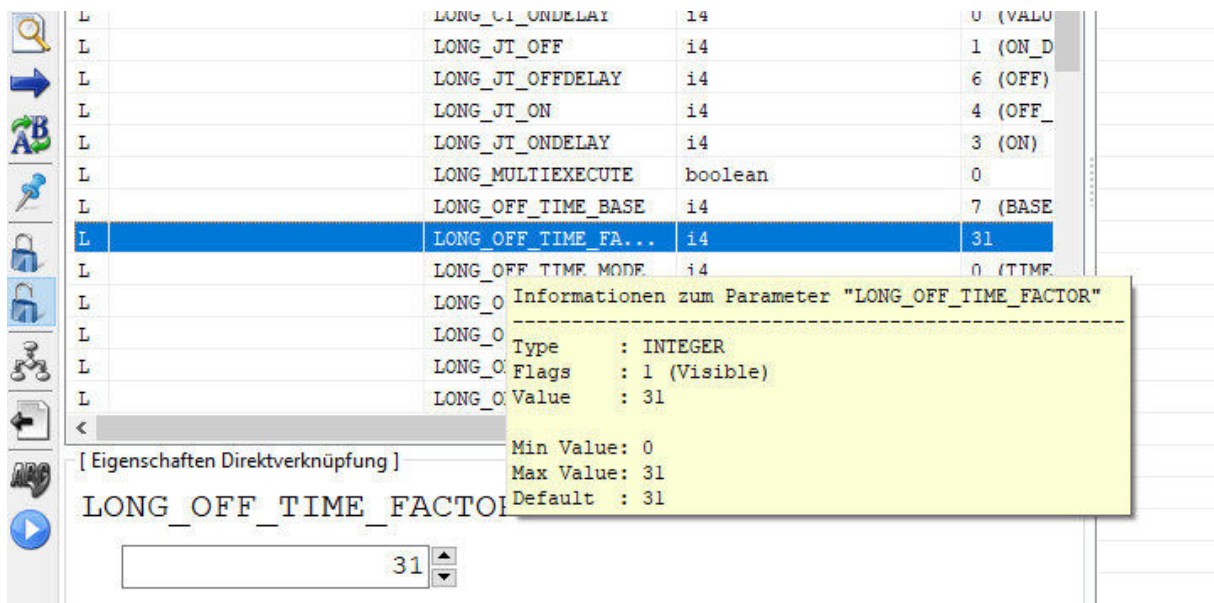 L LONG_CT_ONDELAY i4 0 (VALU
L LONG_JT_OFF i4 1 (ON_D
L LONG_JT_OFFDELAY i4 6 (OFF)
L LONG_JT_ON i4 4 (OFF_
L LONG_JT_ONDELAY i4 3 (ON)
L LONG_MULTIEXECUTE boolean 0
L LONG_OFF_TIME_BASE i4 7 (BASE
L LONG_OFF_TIME_FA... i4 31
L LONG_OFF_TIME_MODE i4 0 (TIME
L LONG_O
L LONG_O
L LONG_O
L LONG_O
Informationen zum Parameter "LONG_OFF_TIME_FACTOR"
----------------------------------------------------
Type : INTEGER
Flags : 1 (Visible)
Value : 31
Min Value: 0
Max Value: 31
Default : 31
[ Eigenschaften Direktverknüpfung ]
LONG_OFF_TIME_FACTOR
31